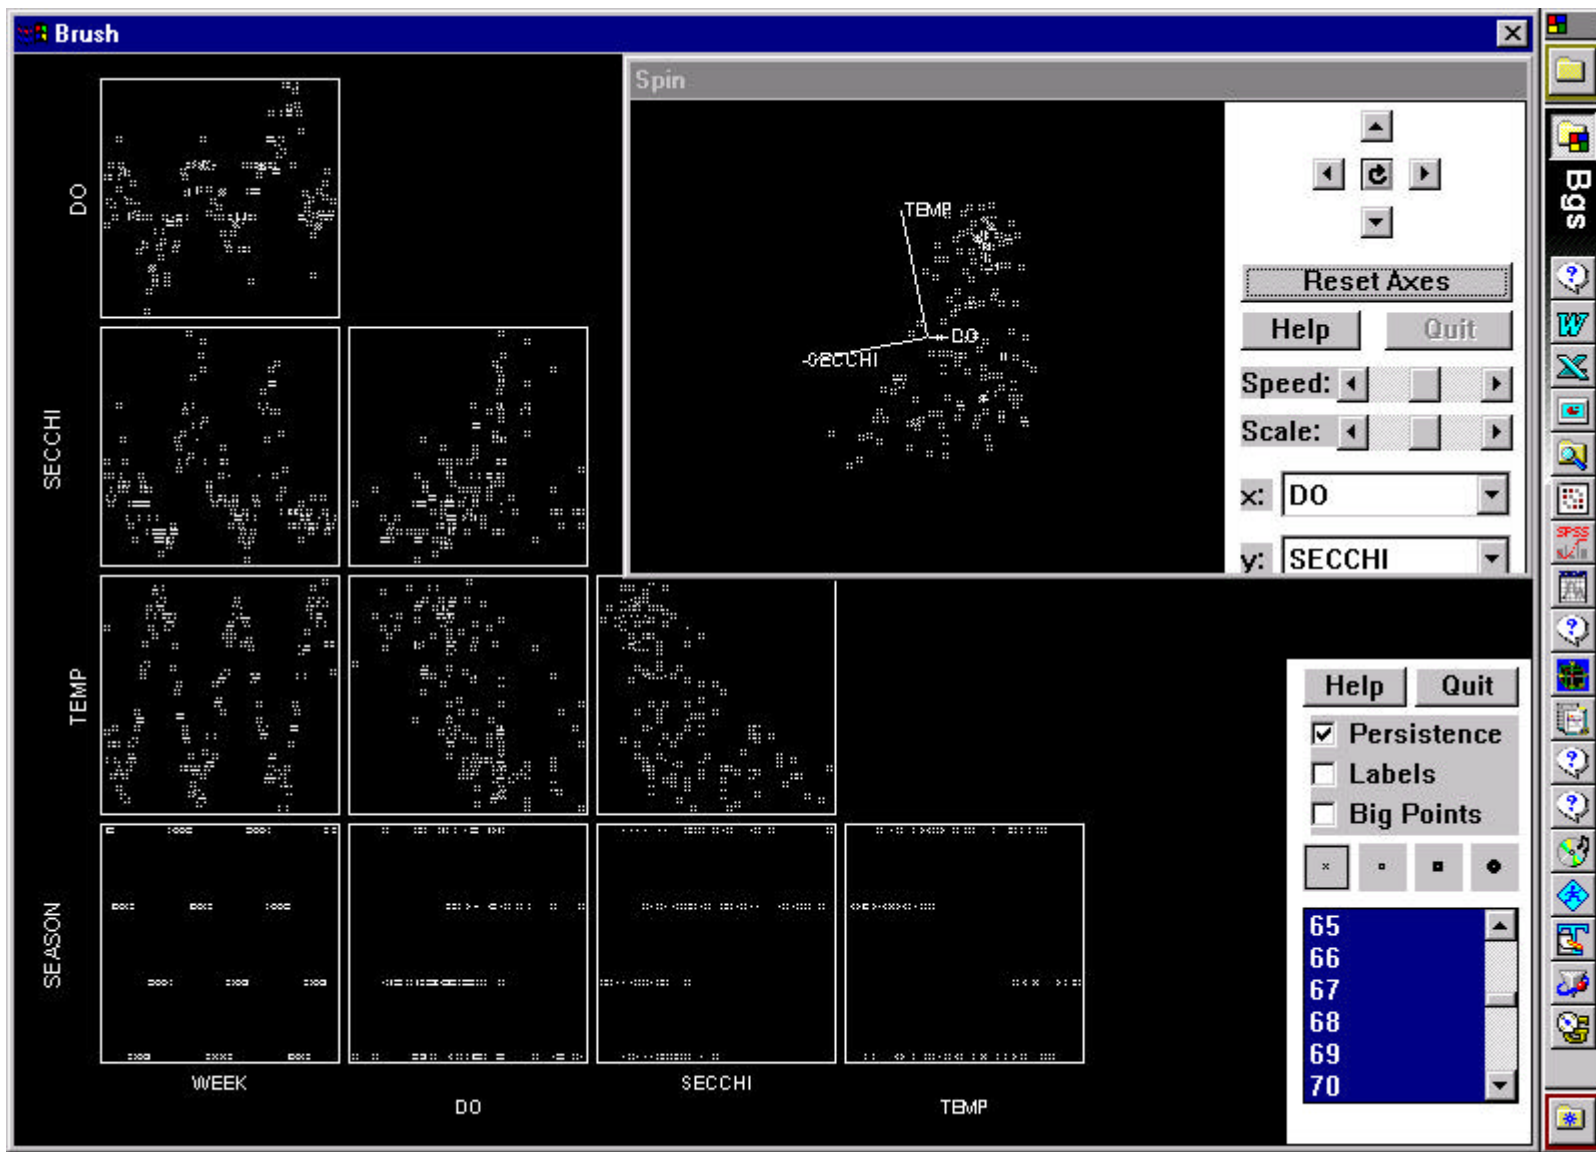 Brush
Spin
DO
TEMP
DO
SECCHI
Reset Axes
Help Quit
Speed:
Scale:
x: DO
y: SECCHI
SECCHI
TEMP
Help Quit
Persistence
Labels
Big Points
65
66
67
68
69
70
SEASON
WEEK
DO
SECCHI
TEMP
Bgs
W
X
SPSS